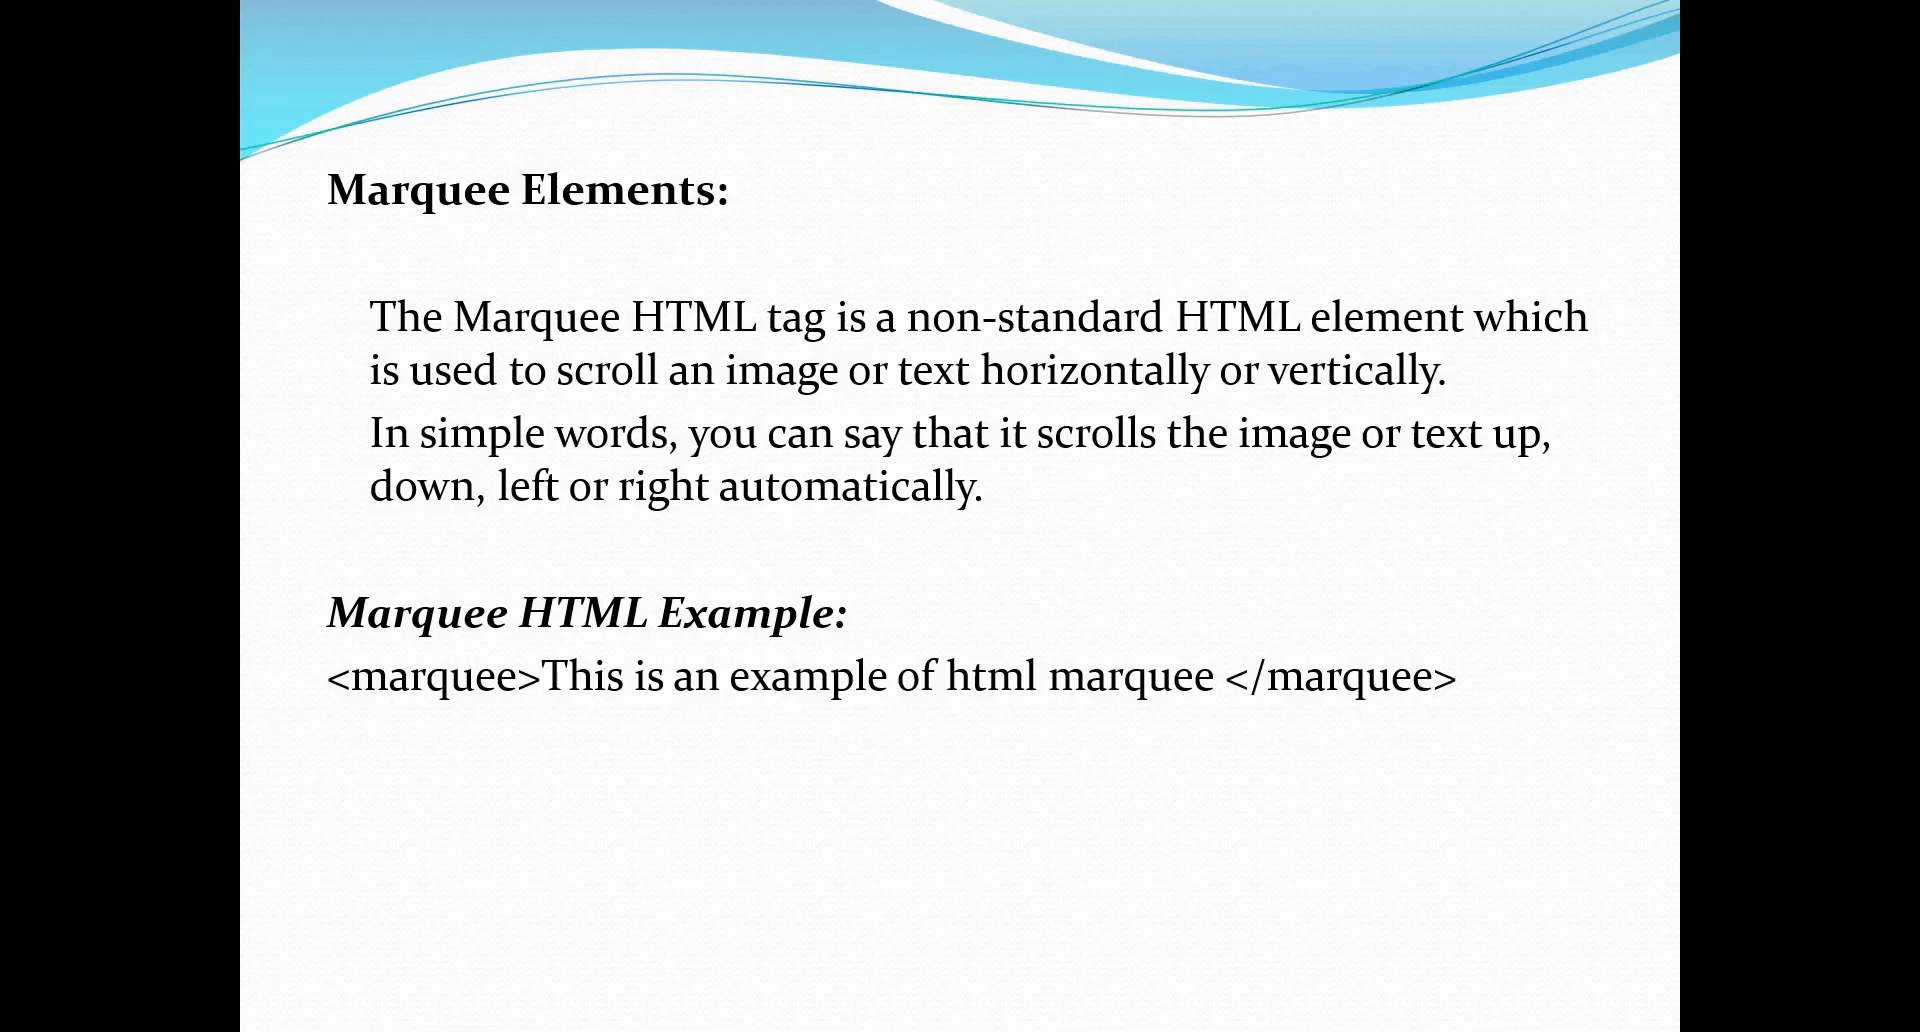 Marquee Elements:
The Marquee HTML tag is a non-standard HTML element which
is used to scroll an image or text horizontally or vertically.
In simple words, you can say that it scrolls the image or text up,
down, left or right automatically.
Marquee HTML Example:
<marquee>This is an example of html marquee </marquee>